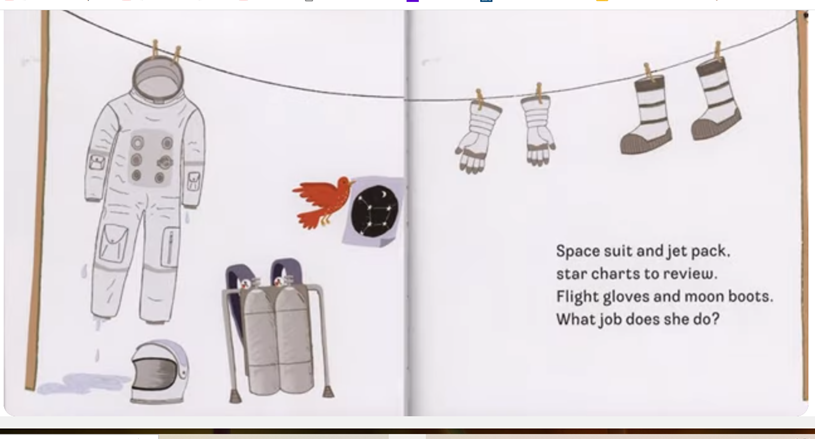 Space suit and jet pack,
star charts to review.
Flight gloves and moon boots.
What job does she do?